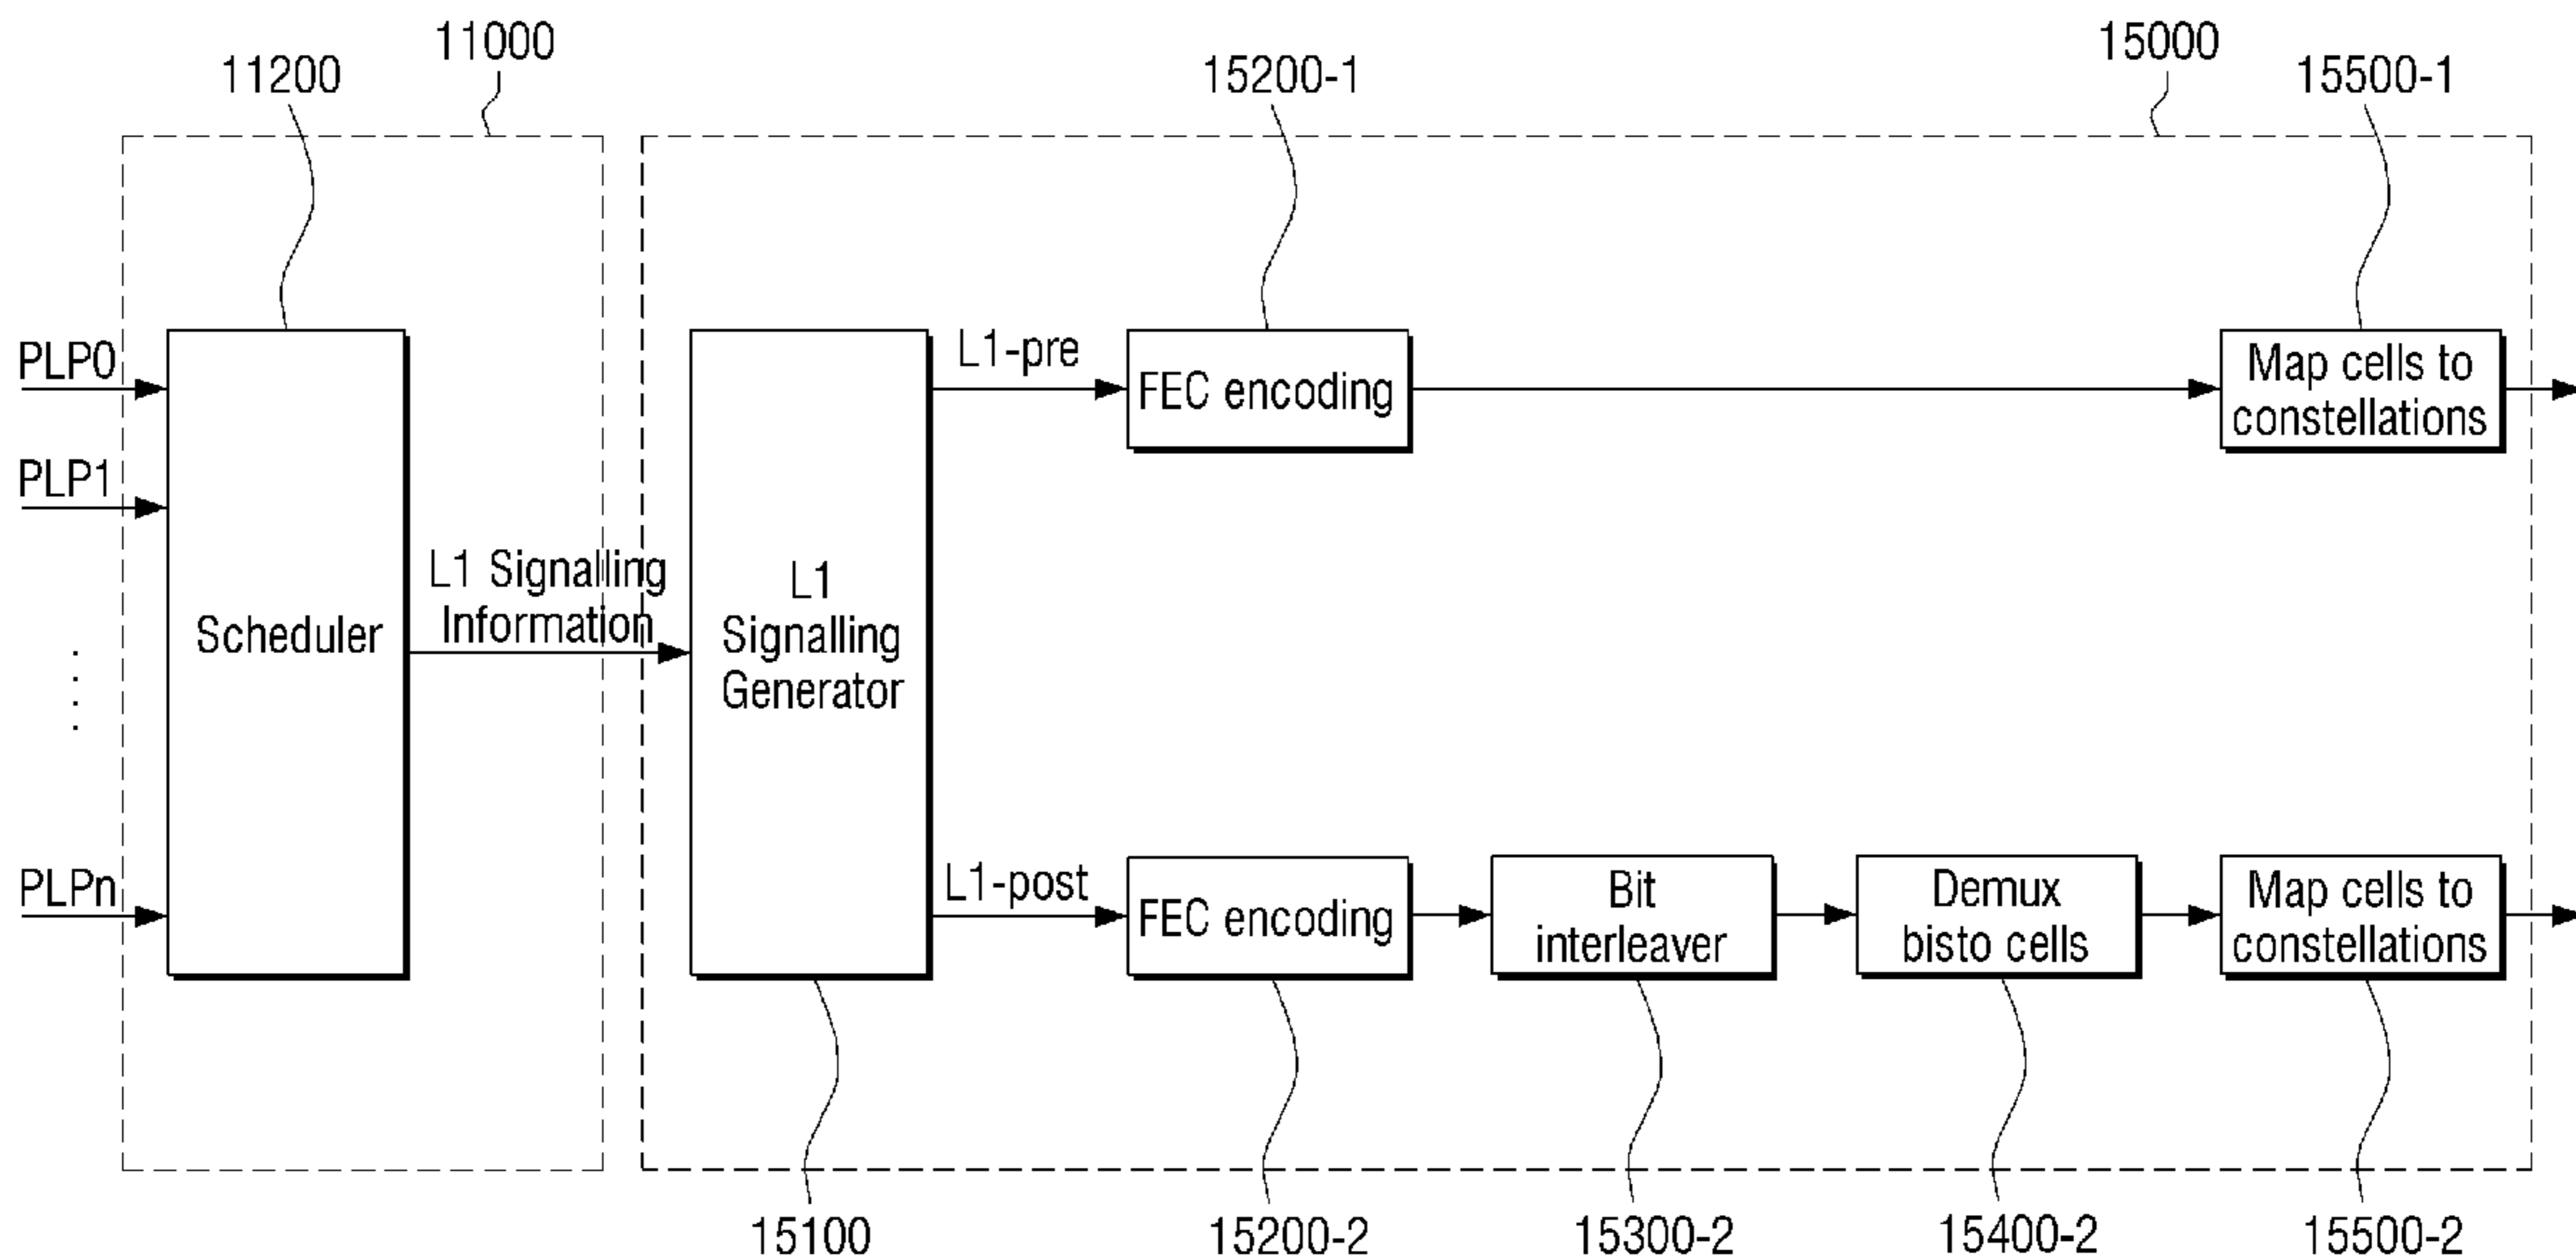 11000
15000
11200
15200-1
15500-1
PLP0
PLP1
PLPn
Scheduler
L1 Signalling
Information
L1
Signalling
Generator
L1-pre
FEC encoding
Map cells to
constellations
L1-post
FEC encoding
Bit
interleaver
Demux
bisto cells
Map cells to
constellations
15100
15200-2
15300-2
15400-2
15500-2